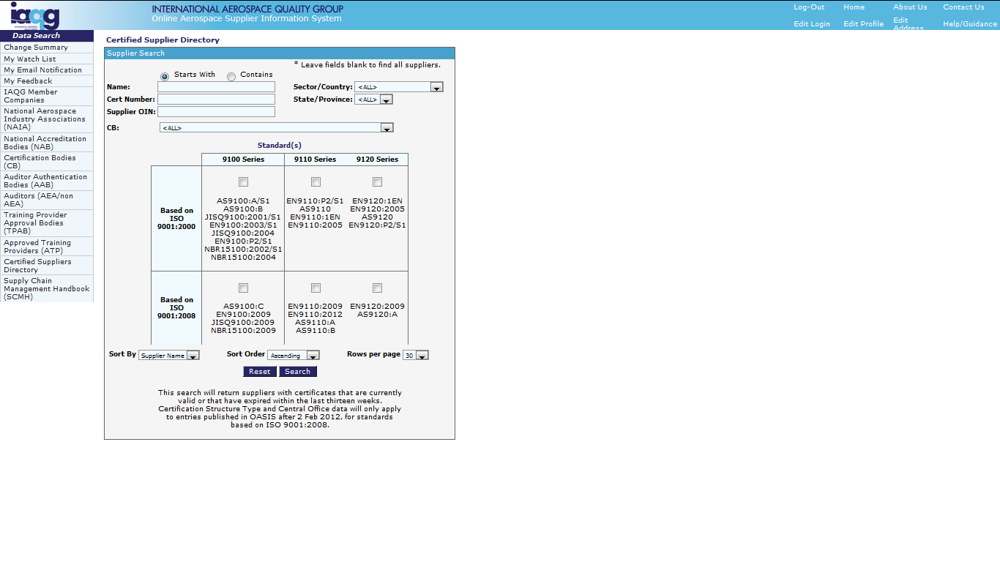 iaqg
INTERNATIONAL AEROSPACE QUALITY GROUP
Online Aerospace Supplier Information System
Log-Out
Home
About Us
Contact Us
Edit Login
Edit Profile
Edit
Address
Help/Guidance
Data Search
Change Summary
My Watch List
My Email Notification
My Feedback
IAQG Member
Companies
National Aerospace
Industry Associations
(NAIA)
National Accreditation
Bodies (NAB)
Certification Bodies
(CB)
Auditor Authentication
Bodies (AAB)
Auditors (AEA/non
AEA)
Training Provider
Approval Bodies
(TPAB)
Approved Training
Providers (ATP)
Certified Suppliers
Directory
Supply Chain
Management Handbook
(SCMH)
Certified Supplier Directory
Supplier Search
* Leave fields blank to find all suppliers.
Starts With
Contains
Name:
Sector/Country: <ALL>
Cert Number:
State/Province: <ALL>
Supplier OIN:
CB: <ALL>
Standard(s)
9100 Series
9110 Series
9120 Series
Based on
ISO
9001:2000
AS9100:A/S1
AS9100:B
JISQ9100:2001/S1
EN9100:2003/S1
JISQ9100:2004
EN9100:P2/S1
NBR15100:2002/S1
NBR15100:2004
EN9110:P2/S1
AS9110
EN9110:1EN
EN9110:2005
EN9120:1EN
EN9120:2005
AS9120
EN9120:P2/S1
Based on
ISO
9001:2008
AS9100:C
EN9100:2009
JISQ9100:2009
NBR15100:2009
EN9110:2009
EN9110:2012
AS9110:A
AS9110:B
EN9120:2009
AS9120:A
Sort By Supplier Name
Sort Order Ascending
Rows per page 30
Reset
Search
This search will return suppliers with certificates that are currently
valid or that have expired within the last thirteen weeks.
Certification Structure Type and Central Office data will only apply
to entries published in OASIS after 2 Feb 2012, for standards
based on ISO 9001:2008.